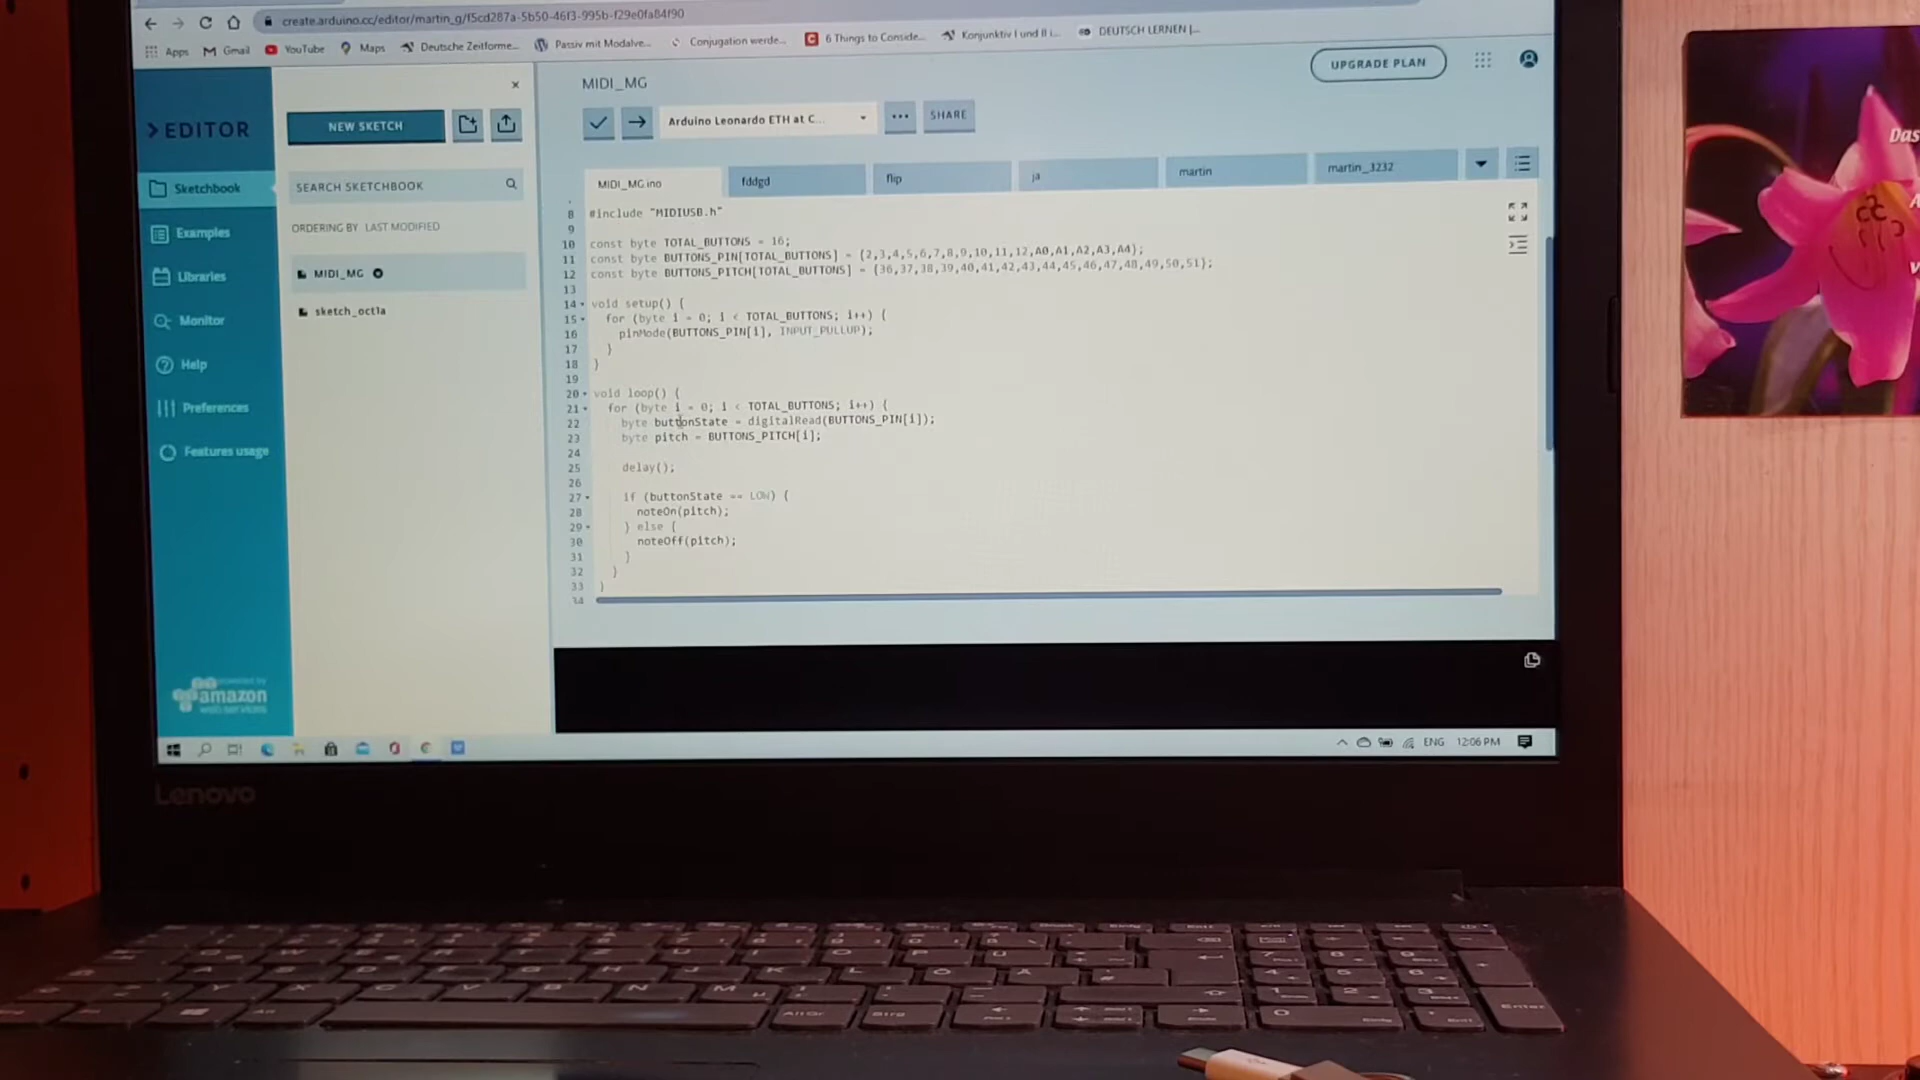 create.arduino.cc/editor/martin_g/f5cd287a-5b50-46f3-995b-f29e0fa84f90
Apps
Gmail
YouTube
Maps
Deutsche Zeitforme...
Passiv mit Modalve...
Conjugation werde...
6 Things to Conside...
Konjunktiv I und II i...
DEUTSCH LERNEN |...
>EDITOR
Sketchbook
Examples
Libraries
Monitor
Help
Preferences
Features usage
amazon
web services
NEW SKETCH
SEARCH SKETCHBOOK
ORDERING BY LAST MODIFIED
MIDI_MG
sketch_oct1a
MIDI_MG
UPGRADE PLAN
Arduino Leonardo ETH at C...
SHARE
MIDI_MG.ino
fddgd
flip
ja
martin
martin_3232
8 #include "MIDIUSB.h"
9
10 const byte TOTAL_BUTTONS = 16;
11 const byte BUTTONS_PIN[TOTAL_BUTTONS] = {2,3,4,5,6,7,8,9,10,11,12,A0,A1,A2,A3,A4};
12 const byte BUTTONS_PITCH[TOTAL_BUTTONS] = {36,37,38,39,40,41,42,43,44,45,46,47,48,49,50,51};
13
14 void setup() {
15 for (byte i = 0; i < TOTAL_BUTTONS; i++) {
16 pinMode(BUTTONS_PIN[i], INPUT_PULLUP);
17 }
18 }
19
20 void loop() {
21 for (byte i = 0; i < TOTAL_BUTTONS; i++) {
22 byte buttonState = digitalRead(BUTTONS_PIN[i]);
23 byte pitch = BUTTONS_PITCH[i];
24
25 delay();
26
27 if (buttonState == LOW) {
28 noteOn(pitch);
29 } else {
30 noteOff(pitch);
31 }
32 }
33 }
34
ENG
12:06 PM
Lenovo
Das